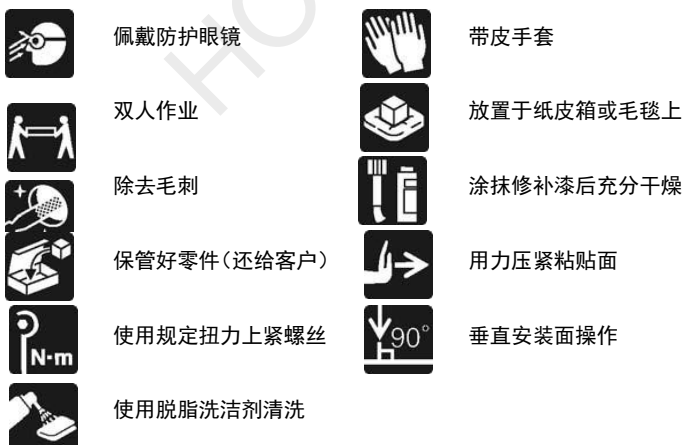 佩戴防护眼镜
带皮手套
双人作业
放置于纸皮箱或毛毯上
除去毛刺
涂抹修补漆后充分干燥
保管好零件(还给客户)
用力压紧粘贴面
N·m
使用规定扭力上紧螺丝
90°
垂直安装面操作
使用脱脂洗洁剂清洗